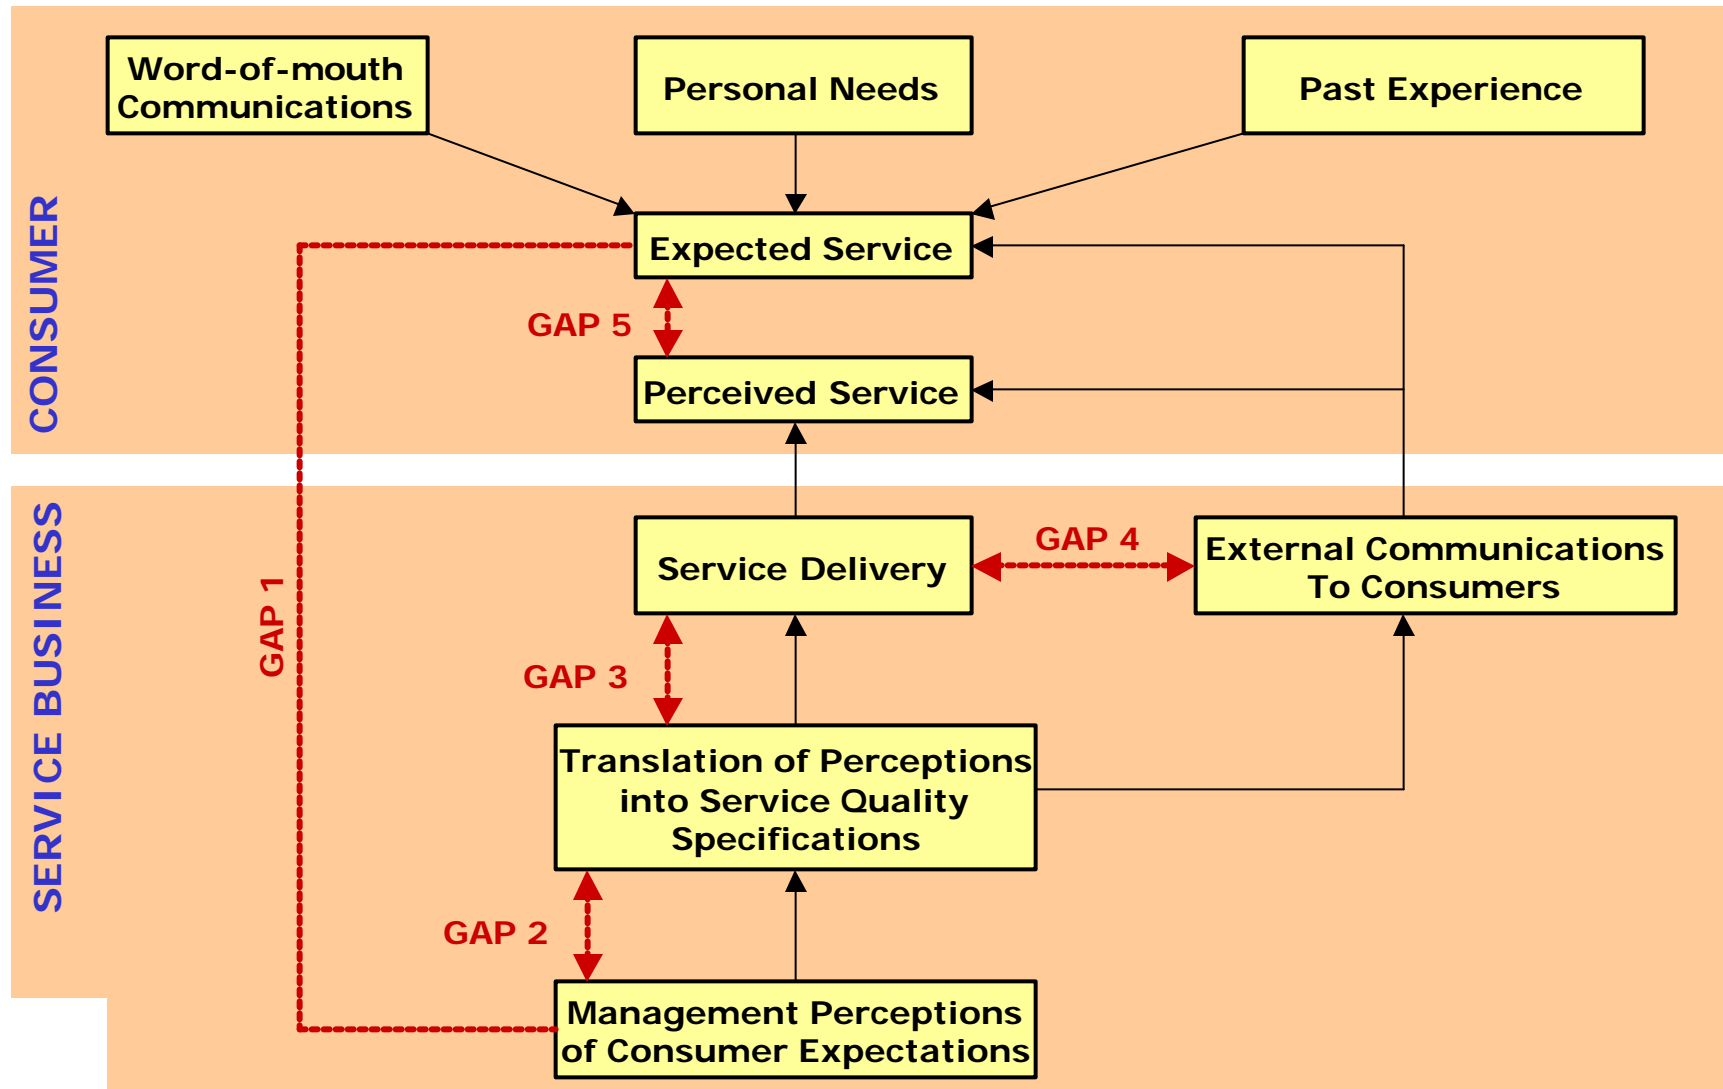 Word-of-mouth
Communications
Personal Needs
Past Experience
CONSUMER
Expected Service
GAP 5
Perceived Service
SERVICE BUSINESS
GAP 1
Service Delivery
GAP 4
External Communications
To Consumers
GAP 3
Translation of Perceptions
into Service Quality
Specifications
GAP 2
Management Perceptions
of Consumer Expectations